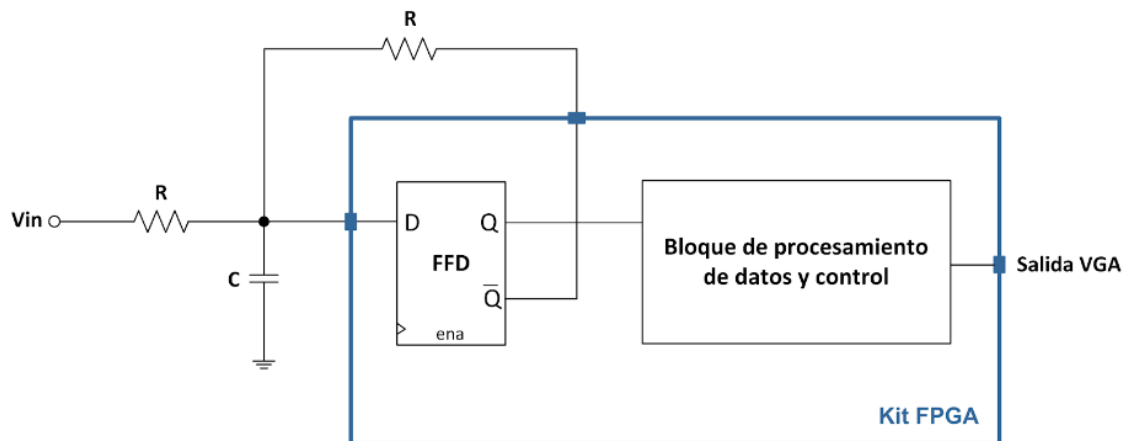 R
R
Vin
D
Q
FFD
Bloque de procesamiento
de datos y control
Salida VGA
C
Q̅
ena
Kit FPGA